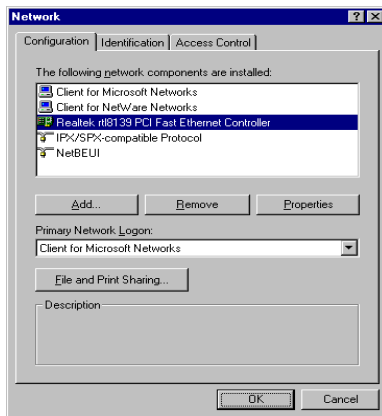 Network
Configuration Identification Access Control
The following network components are installed:
Client for Microsoft Networks
Client for NetWare Networks
Realtek rtl8139 PCI Fast Ethernet Controller
IPX/SPX-compatible Protocol
NetBEUI
Add... Remove Properties
Primary Network Logon:
Client for Microsoft Networks
File and Print Sharing...
Description
OK Cancel